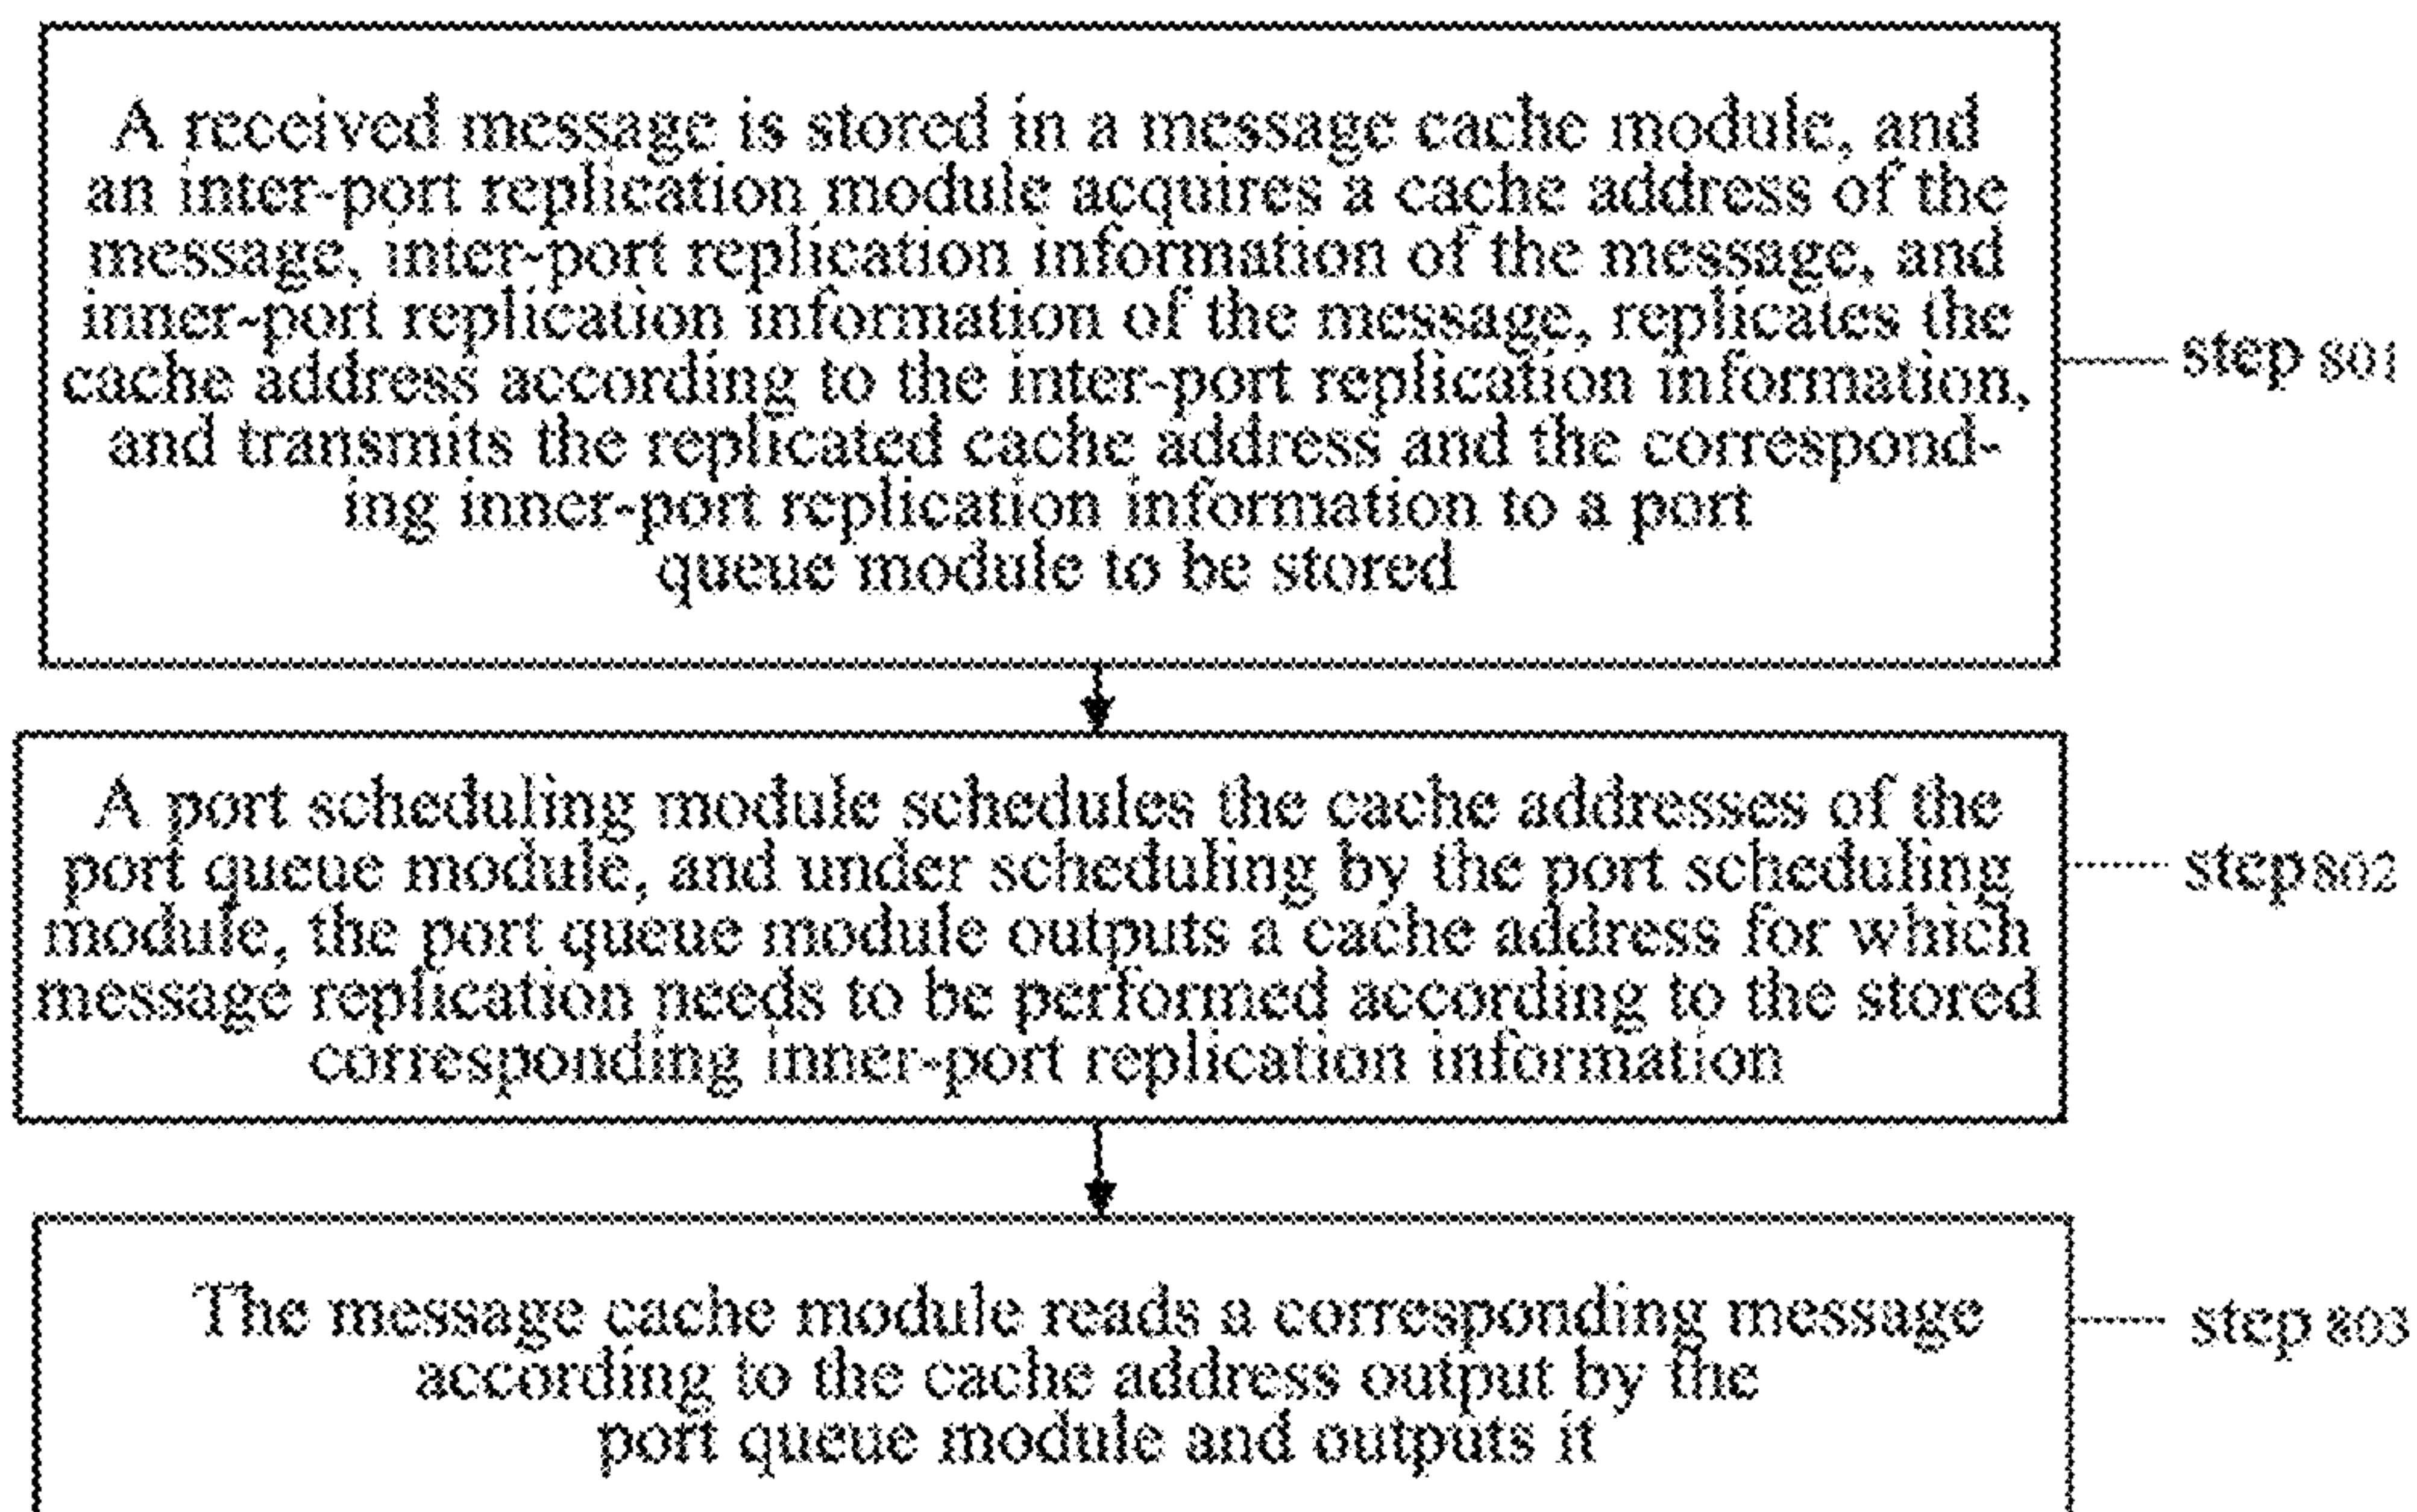 A received message is stored in a message cache module, and
an inter-port replication module acquires a cache address of the
message, inter-port replication information of the message, and
inner-port replication information of the message, replicates the
cache address according to the inter-port replication information,
and transmits the replicated cache address and the correspond-
ing inner-port replication information to a port
queue module to be stored
step 801
A port scheduling module schedules the cache addresses of the
port queue module, and under scheduling by the port scheduling
module, the port queue module outputs a cache address for which
message replication needs to be performed according to the stored
corresponding inner-port replication information
step 802
The message cache module reads a corresponding message
according to the cache address output by the
port queue module and outputs it
step 803